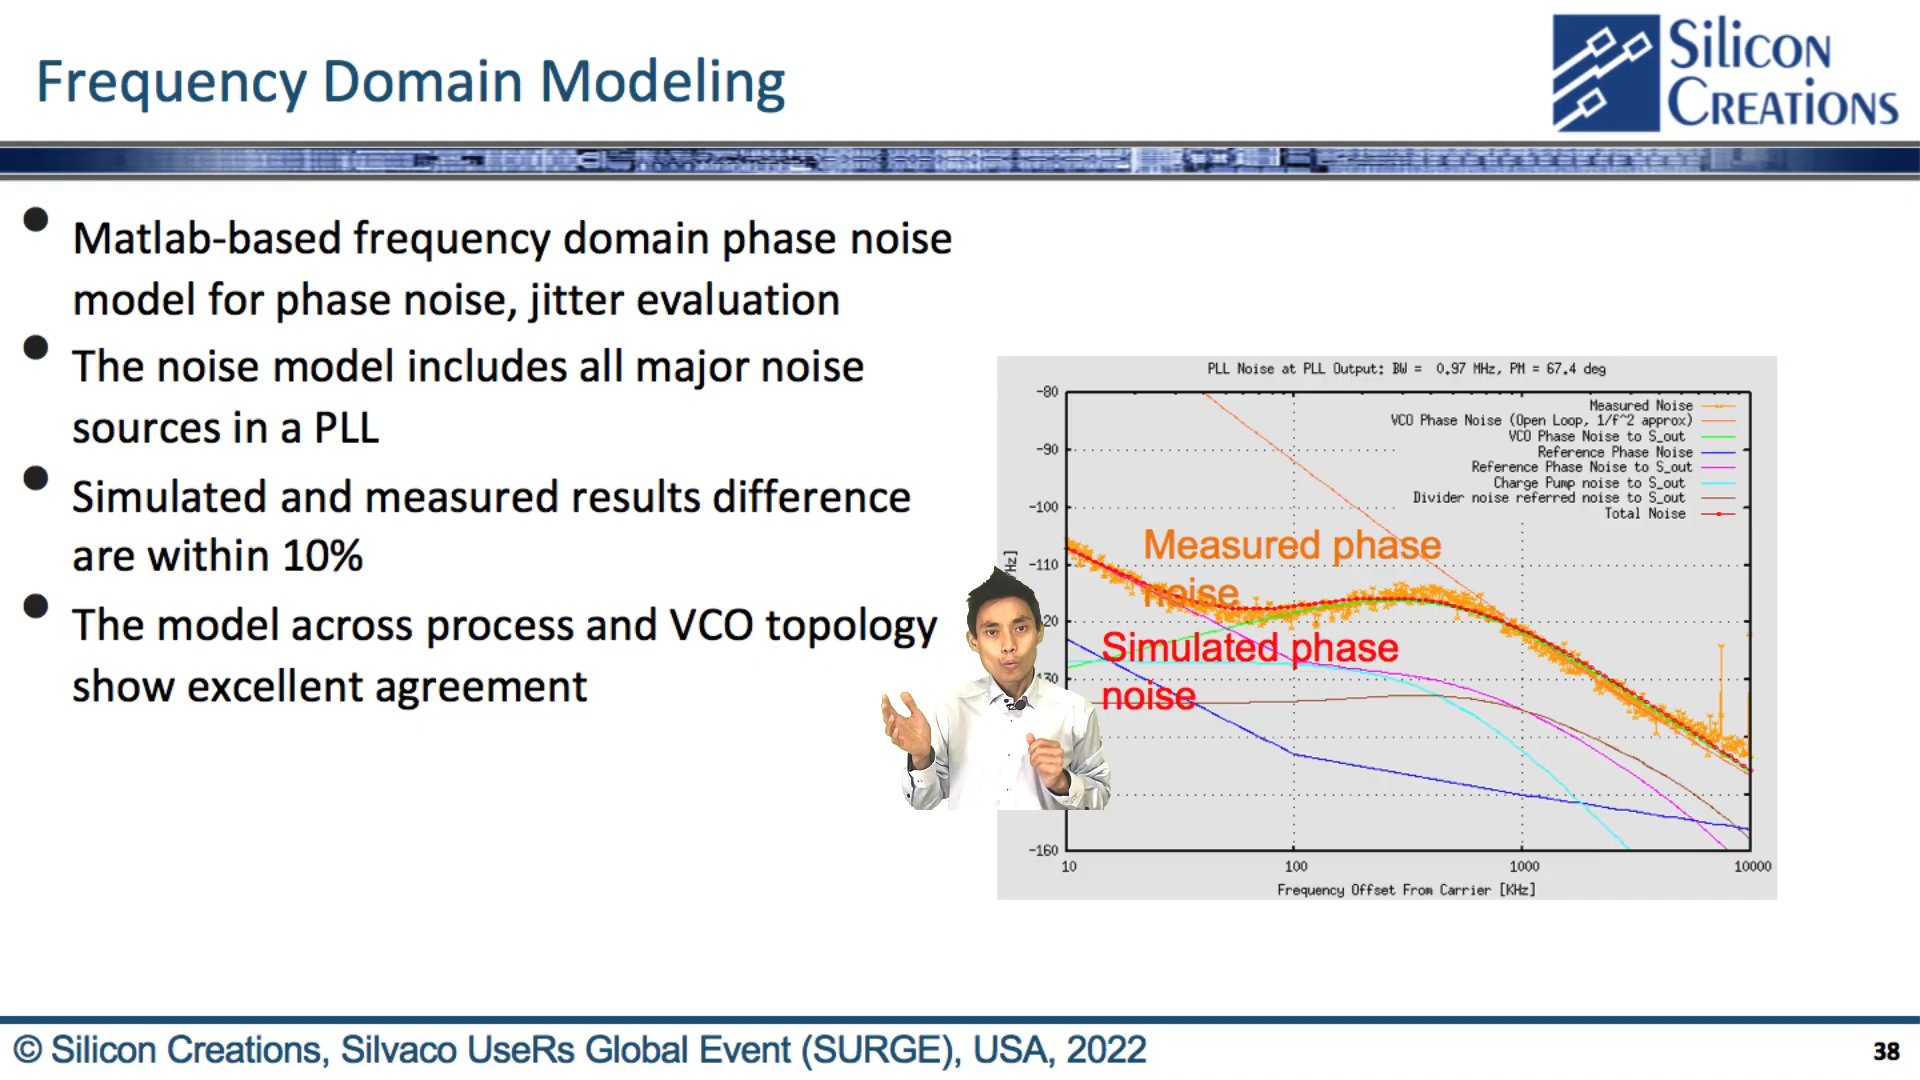 Frequency Domain Modeling
Silicon
Creations
Matlab-based frequency domain phase noise
model for phase noise, jitter evaluation
The noise model includes all major noise
sources in a PLL
Simulated and measured results difference
are within 10%
The model across process and VCO topology
show excellent agreement
PLL Noise at PLL Output: BW =  0.97 MHz, PM = 67.4 deg
-80
Measured Noise
VCO Phase Noise (Open Loop, 1/f^2 approx)
VCO Phase Noise to S_out
-90
Reference Phase Noise
Reference Phase Noise to S_out
Charge Pump noise to S_out
Divider noise referred noise to S_out
-100
Total Noise
Measured phase
noise
-110
/Hz]
20
Simulated phase
noise
130
-160
10
100
1000
10000
Frequency Offset From Carrier [KHz]
© Silicon Creations, Silvaco UseRs Global Event (SURGE), USA, 2022
38